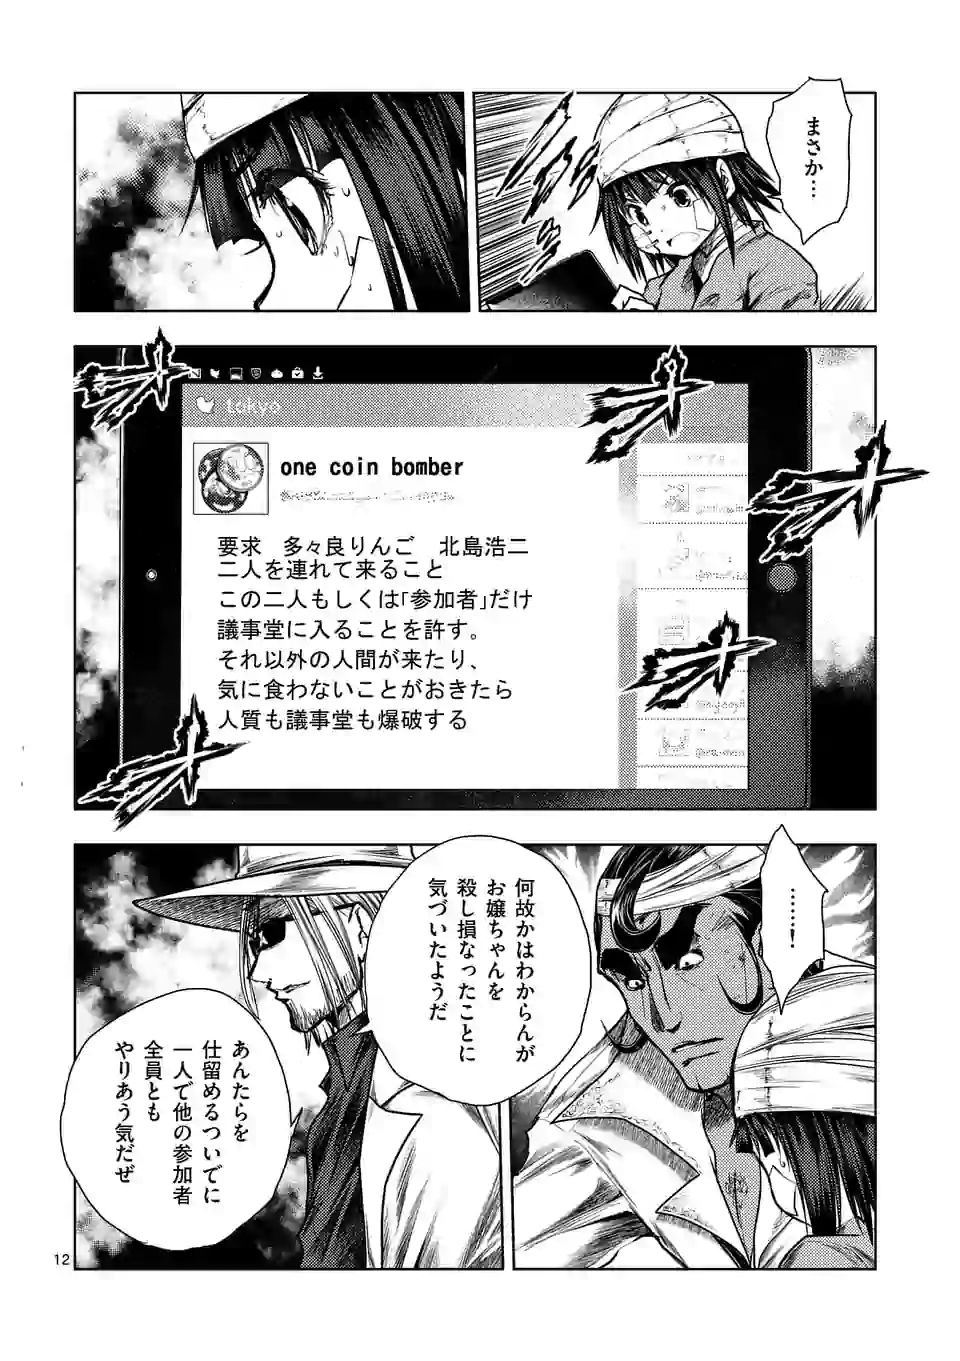 まさか…
tokyo
one coin bomber
要求　多々良りんご　北島浩二
二人を連れて来ること
この二人もしくは｢参加者｣だけ
議事堂に入ることを許す。
それ以外の人間が来たり、
気に食わないことがおきたら
人質も議事堂も爆破する
………！
何故かはわからんが
お嬢ちゃんを
殺し損なったことに
気づいたようだ
あんたらを
仕留めるついでに
一人で他の参加者
全員とも
やりあう気だぜ
12